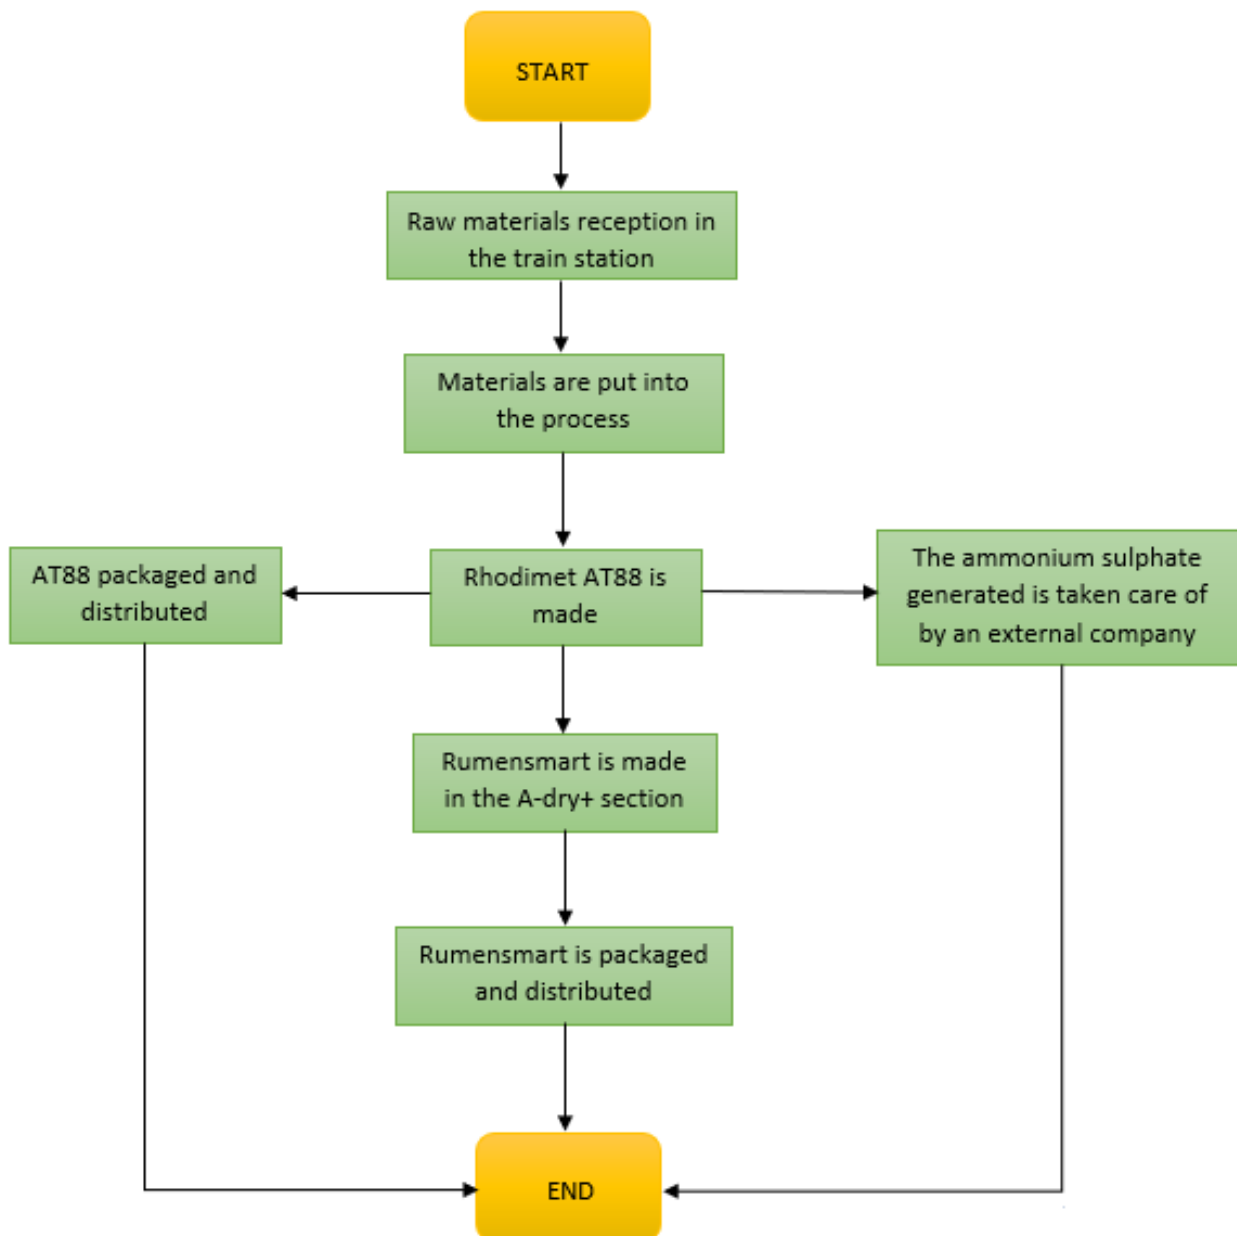 START
Raw materials reception in
the train station
Materials are put into
the process
AT88 packaged and
distributed
Rhodimet AT88 is
made
The ammonium sulphate
generated is taken care of
by an external company
Rumensmart is made
in the A-dry+ section
Rumensmart is packaged
and distributed
END